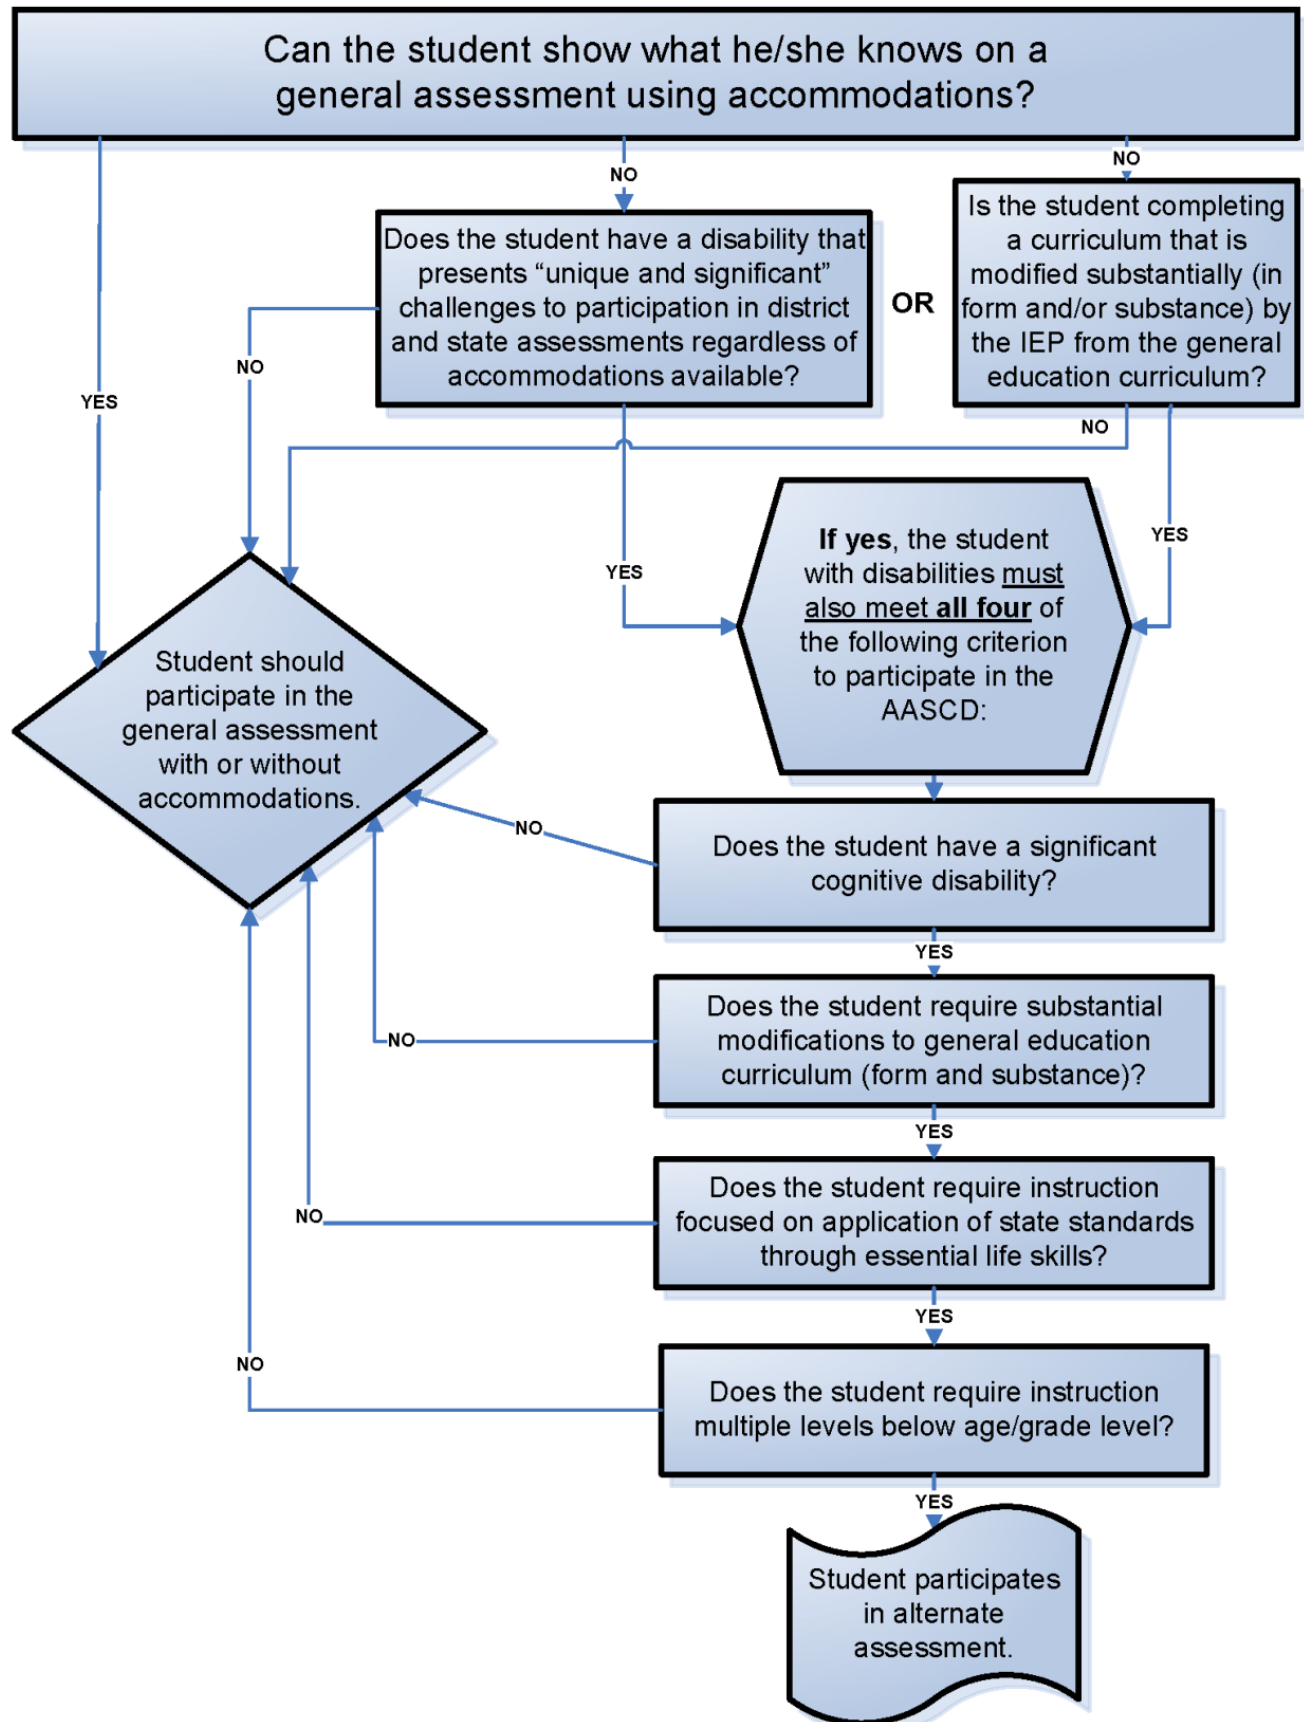 Can the student show what he/she knows on a
general assessment using accommodations?
YES
NO
NO
Does the student have a disability that
presents “unique and significant”
challenges to participation in district
and state assessments regardless of
accommodations available?
OR
Is the student completing
a curriculum that is
modified substantially (in
form and/or substance) by
the IEP from the general
education curriculum?
NO
NO
YES
YES
If yes, the student
with disabilities must
also meet all four of
the following criterion
to participate in the
AASCD:
Student should
participate in the
general assessment
with or without
accommodations.
Does the student have a significant
cognitive disability?
NO
YES
Does the student require substantial
modifications to general education
curriculum (form and substance)?
NO
YES
Does the student require instruction
focused on application of state standards
through essential life skills?
NO
YES
Does the student require instruction
multiple levels below age/grade level?
NO
YES
Student participates
in alternate
assessment.